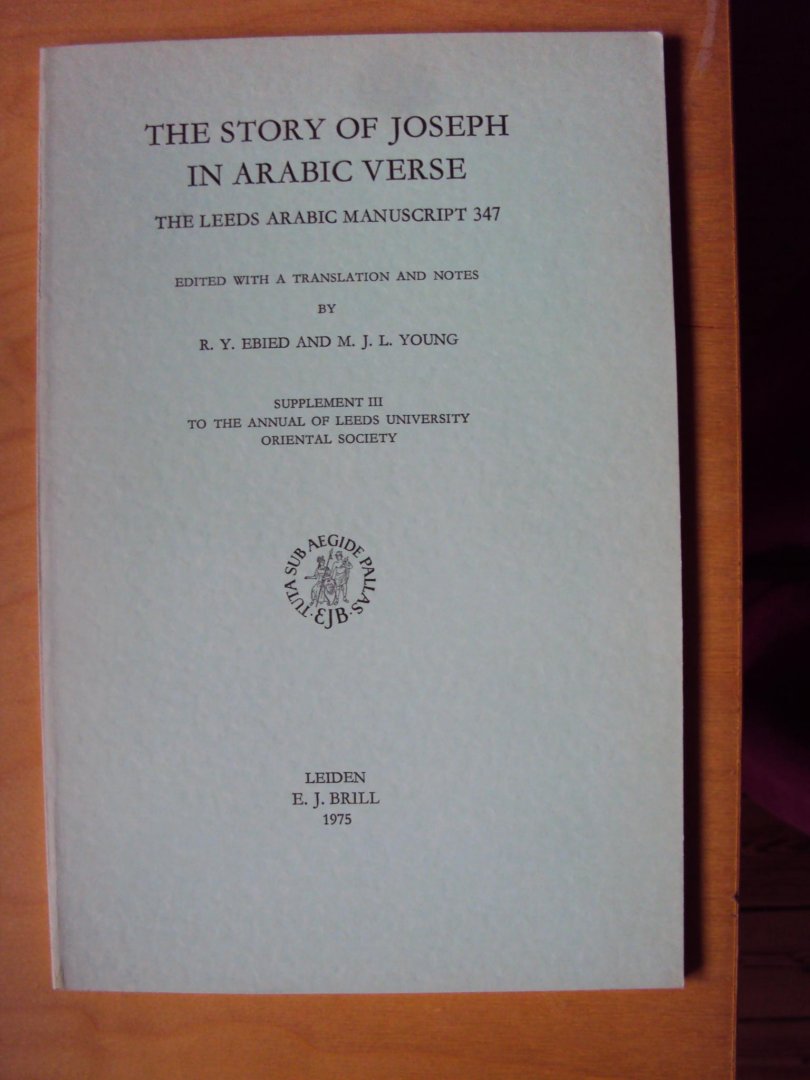 THE STORY OF JOSEPH
IN ARABIC VERSE
THE LEEDS ARABIC MANUSCRIPT 347
EDITED WITH A TRANSLATION AND NOTES
BY
R. Y. EBIED AND M. J. L. YOUNG
SUPPLEMENT III
TO THE ANNUAL OF LEEDS UNIVERSITY
ORIENTAL SOCIETY
TUTA SUB AEGIDE PALLAS
·EJB·
LEIDEN
E. J. BRILL
1975